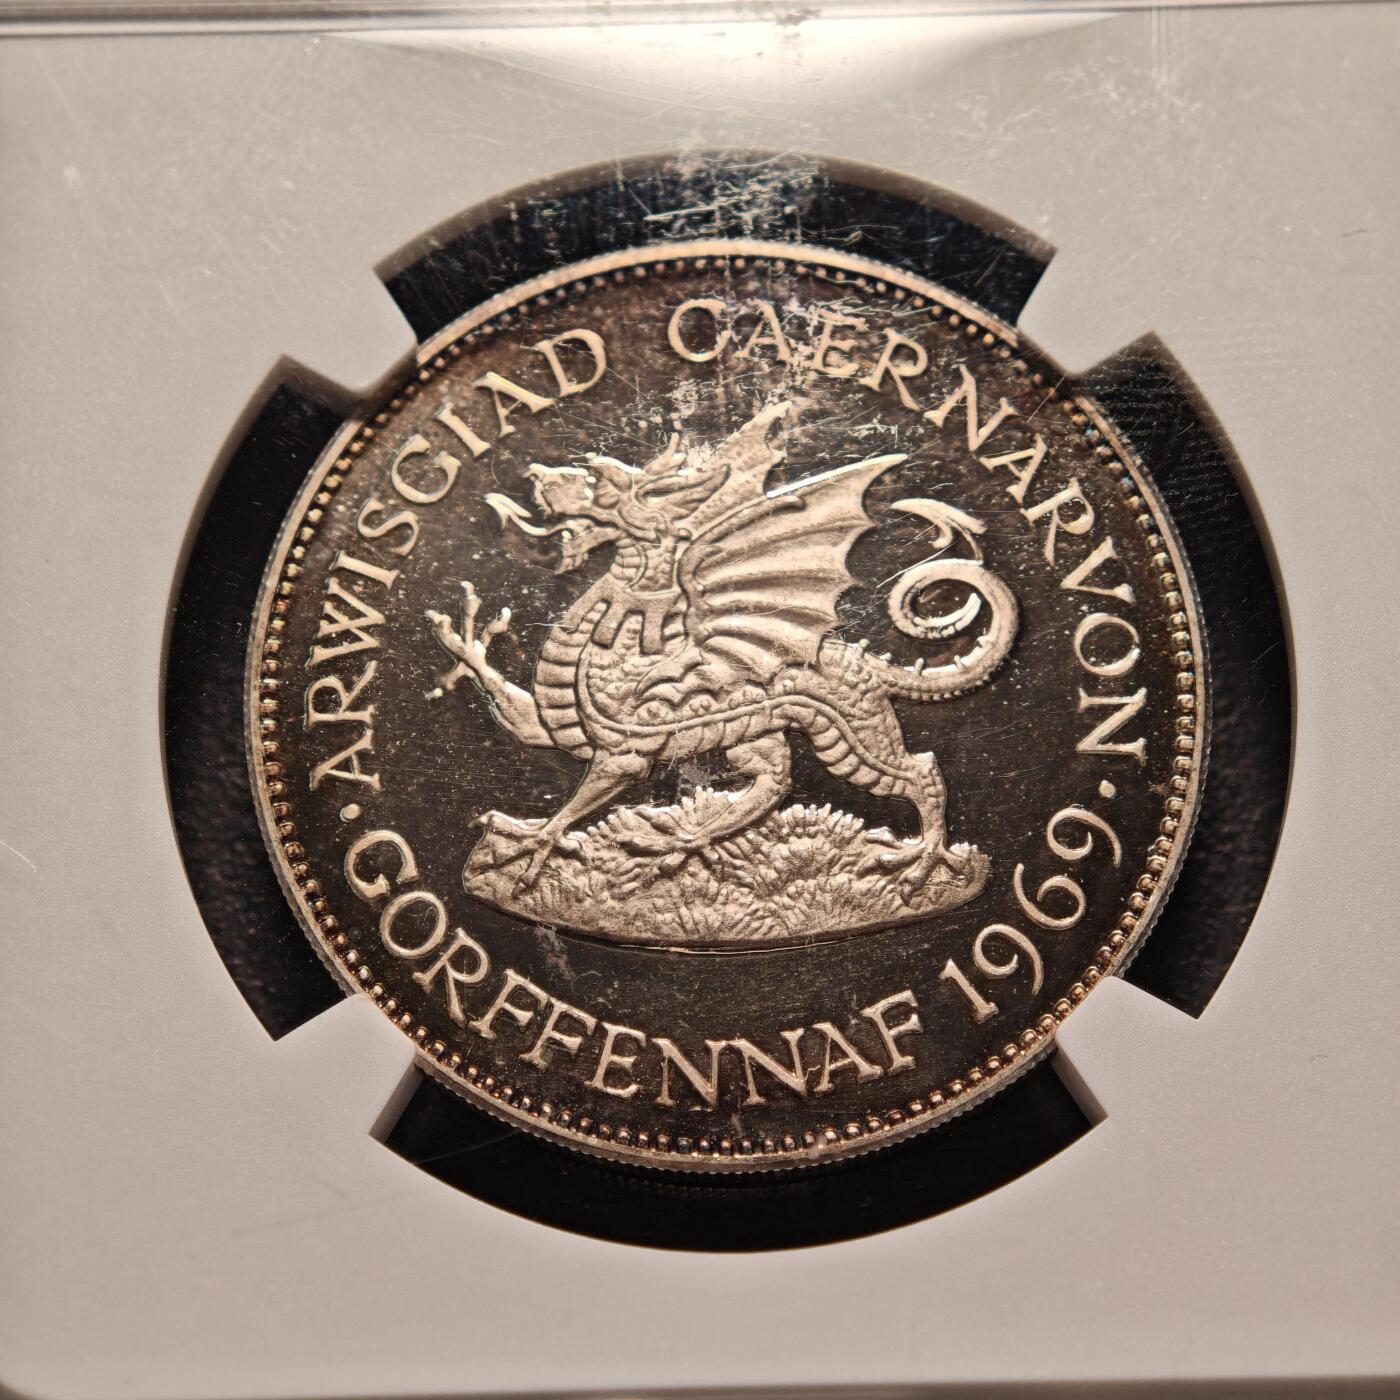 ARWISGIAD CAERNARVON
· GORFFENNAF 1969 ·